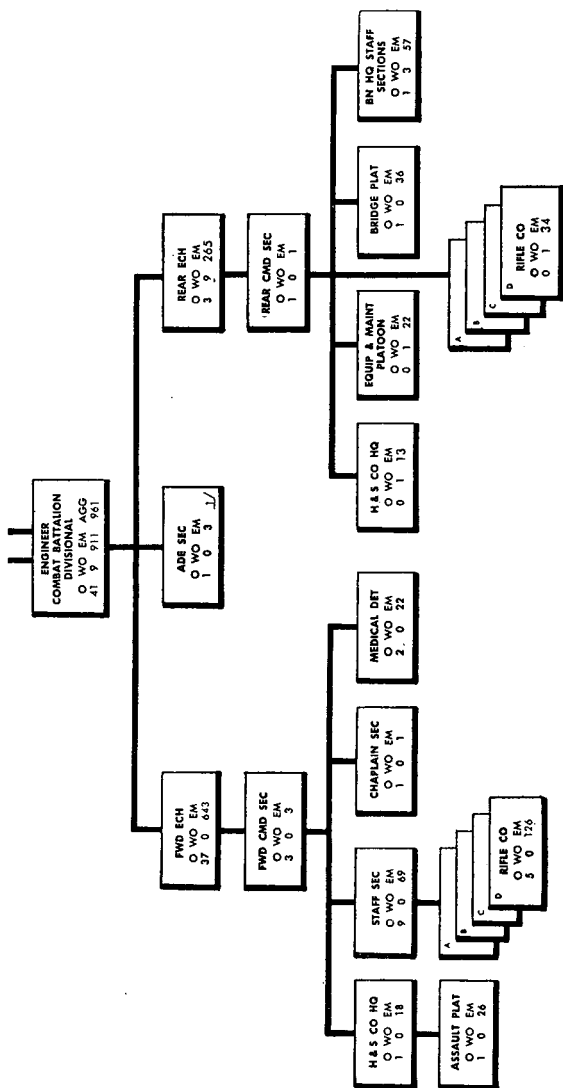 ENGINEER
COMBAT BATTALION
DIVISIONAL
O WO EM AGG
41 9 911 961
FWD ECH
O WO EM
37 0 643
ADE SEC
O WO EM
1 0 3 1/
REAR ECH
O WO EM
3 9 265
FWD CMD SEC
O WO EM
3 0 3
REAR CMD SEC
O WO EM
1 0 1
H & S CO HQ
O WO EM
1 0 18
STAFF SEC
O WO EM
9 0 69
CHAPLAIN SEC
O WO EM
1 0 1
MEDICAL DET
O WO EM
2 0 22
H & S CO HQ
O WO EM
0 1 13
EQUIP & MAINT
PLATOON
O WO EM
0 1 22
BRIDGE PLAT
O WO EM
1 0 36
BN HQ STAFF
SECTIONS
O WO EM
1 3 57
ASSAULT PLAT
O WO EM
1 0 26
A
B
C
D
RIFLE CO
O WO EM
5 0 126
A
B
C
D
RIFLE CO
O WO EM
0 1 34